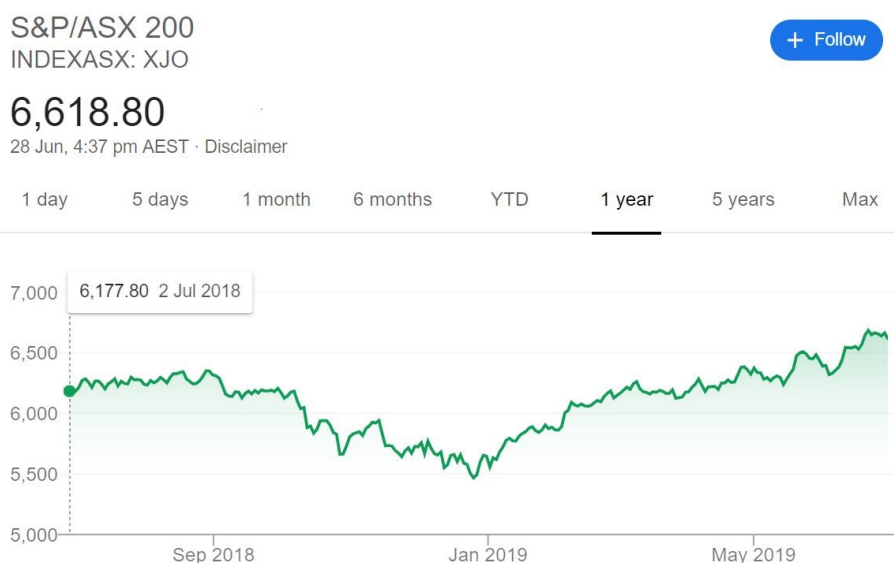 S&P/ASX 200
INDEXASX: XJO
+ Follow
6,618.80
28 Jun, 4:37 pm AEST · Disclaimer
1 day 5 days 1 month 6 months YTD 1 year 5 years Max
6,177.80 2 Jul 2018
7,000
6,500
6,000
5,500
5,000
Sep 2018 Jan 2019 May 2019